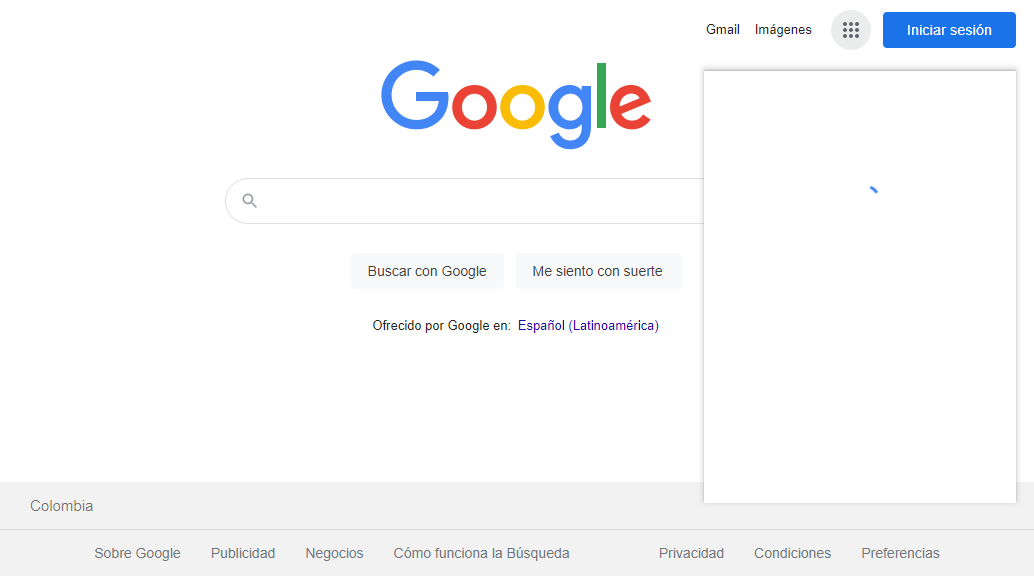 Gmail Imágenes Iniciar sesión
Google
Buscar con Google Me siento con suerte
Ofrecido por Google en: Español (Latinoamérica)
Colombia
Sobre Google Publicidad Negocios Cómo funciona la Búsqueda Privacidad Condiciones Preferencias